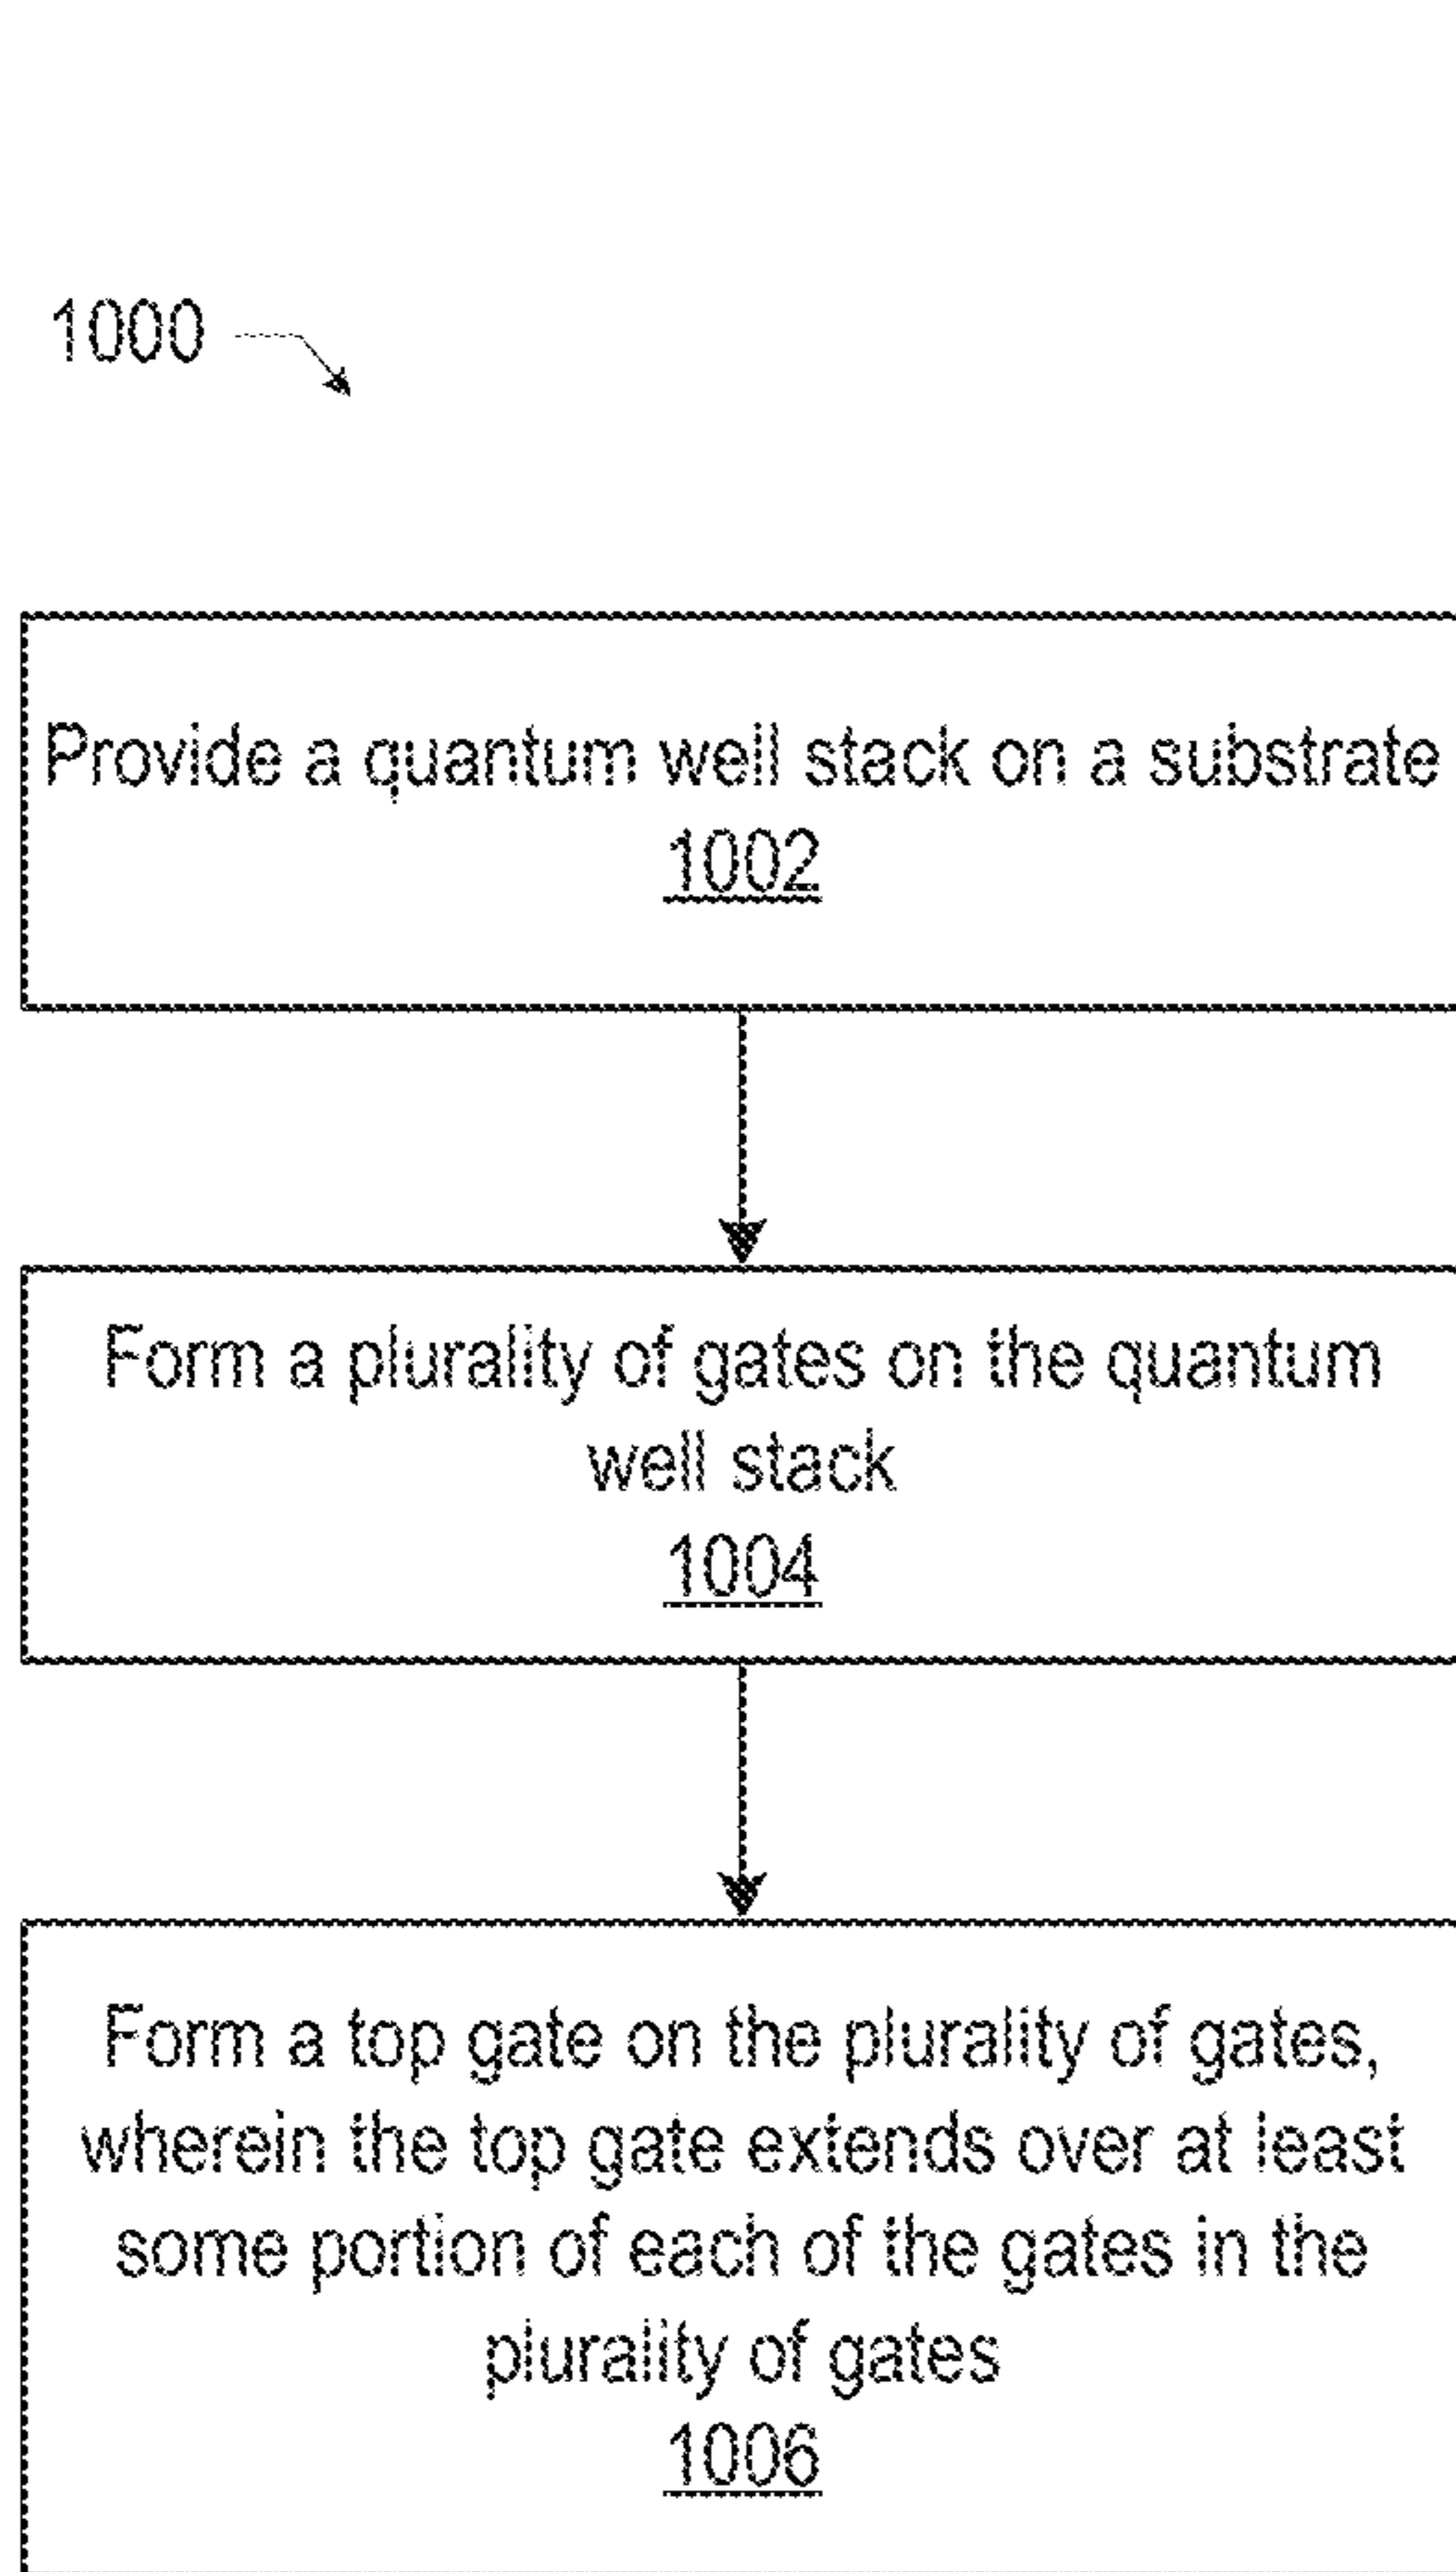 1000
Provide a quantum well stack on a substrate
1002
Form a plurality of gates on the quantum
well stack
1004
Form a top gate on the plurality of gates,
wherein the top gate extends over at least
some portion of each of the gates in the
plurality of gates
1006